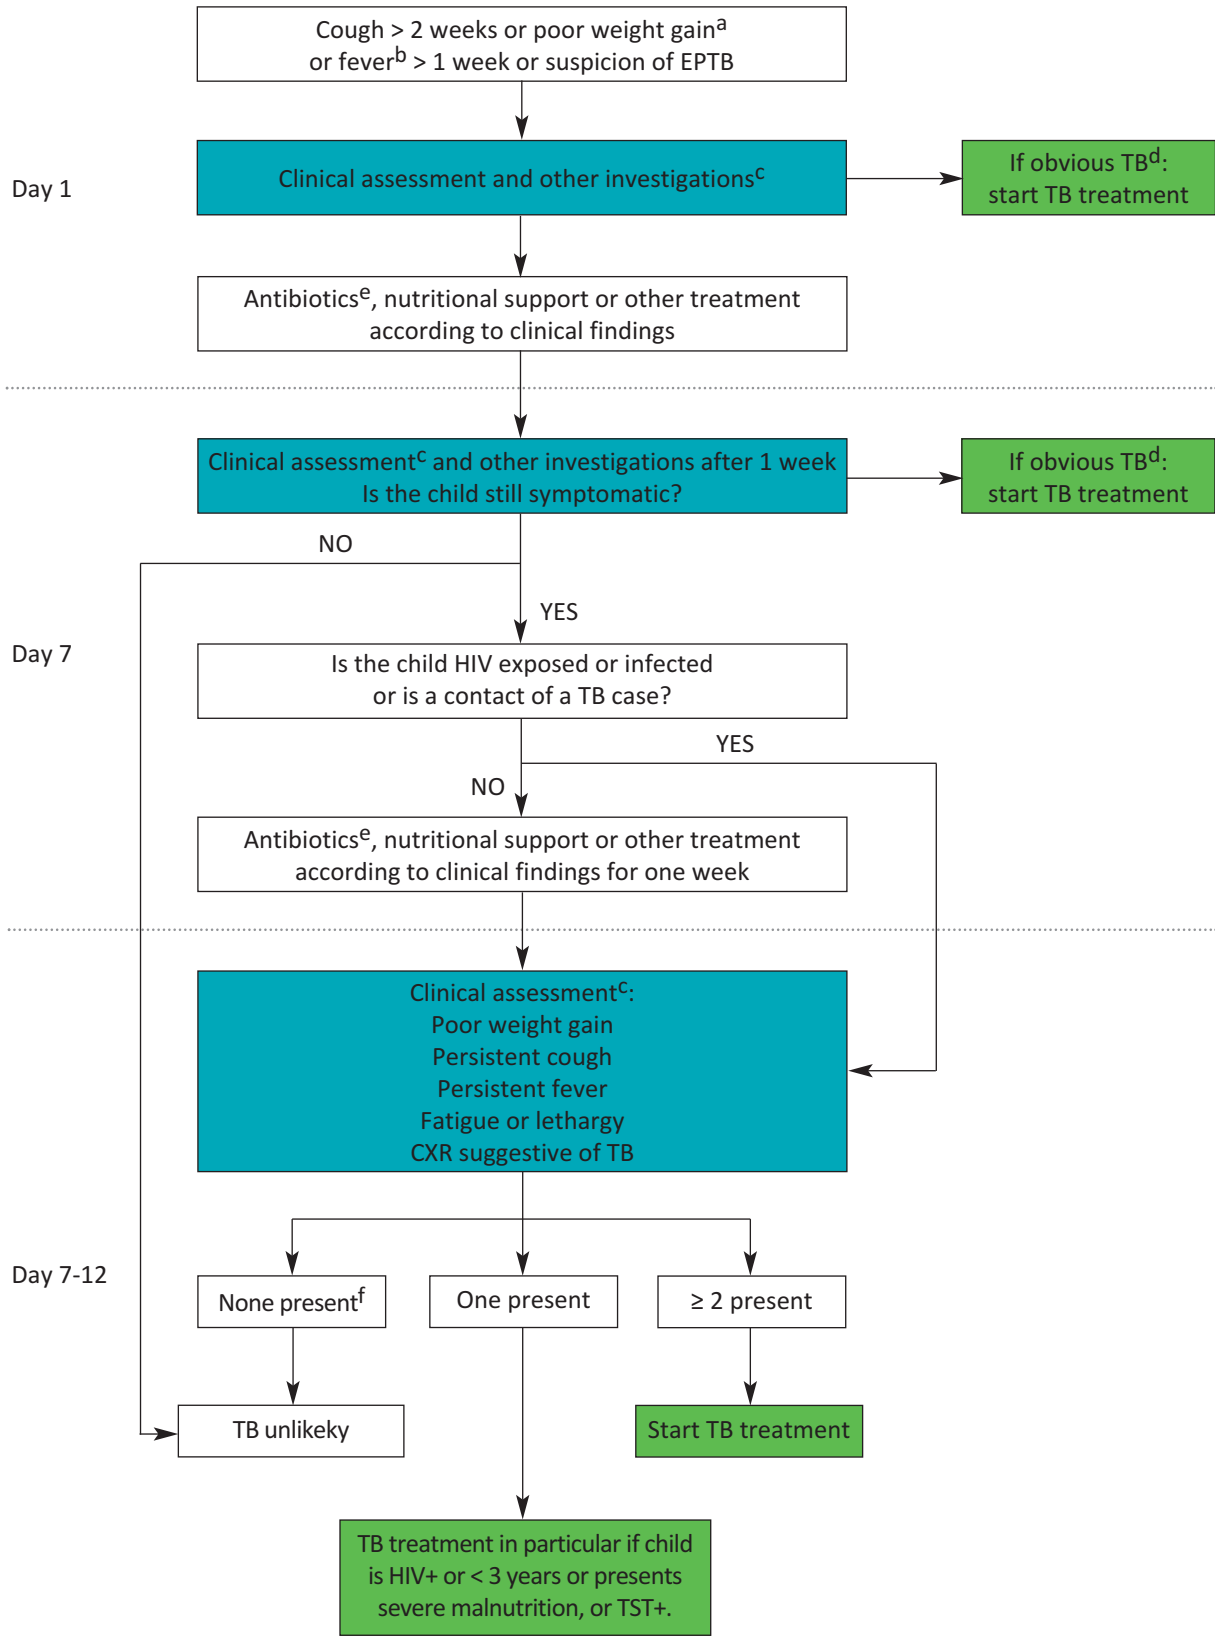 Cough > 2 weeks or poor weight gainᵃ
or feverᵇ > 1 week or suspicion of EPTB
Day 1
Clinical assessment and other investigationsᶜ
If obvious TBᵈ:
start TB treatment
Antibioticsᵉ, nutritional support or other treatment
according to clinical findings
Clinical assessmentᶜ and other investigations after 1 week
Is the child still symptomatic?
If obvious TBᵈ:
start TB treatment
NO
YES
Day 7
Is the child HIV exposed or infected
or is a contact of a TB case?
YES
NO
Antibioticsᵉ, nutritional support or other treatment
according to clinical findings for one week
Clinical assessmentᶜ:
Poor weight gain
Persistent cough
Persistent fever
Fatigue or lethargy
CXR suggestive of TB
Day 7-12
None presentᶠ
One present
≥ 2 present
TB unlikeky
Start TB treatment
TB treatment in particular if child
is HIV+ or < 3 years or presents
severe malnutrition, or TST+.